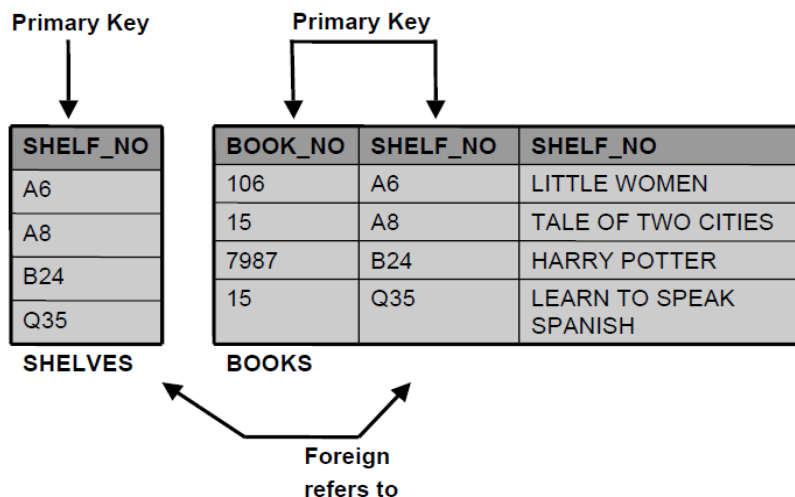 Primary Key
Primary Key
SHELF_NO
A6
A8
B24
Q35
SHELVES
BOOK_NO SHELF_NO SHELF_NO
106 A6 LITTLE WOMEN
15 A8 TALE OF TWO CITIES
7987 B24 HARRY POTTER
15 Q35 LEARN TO SPEAK
SPANISH
BOOKS
Foreign
refers to